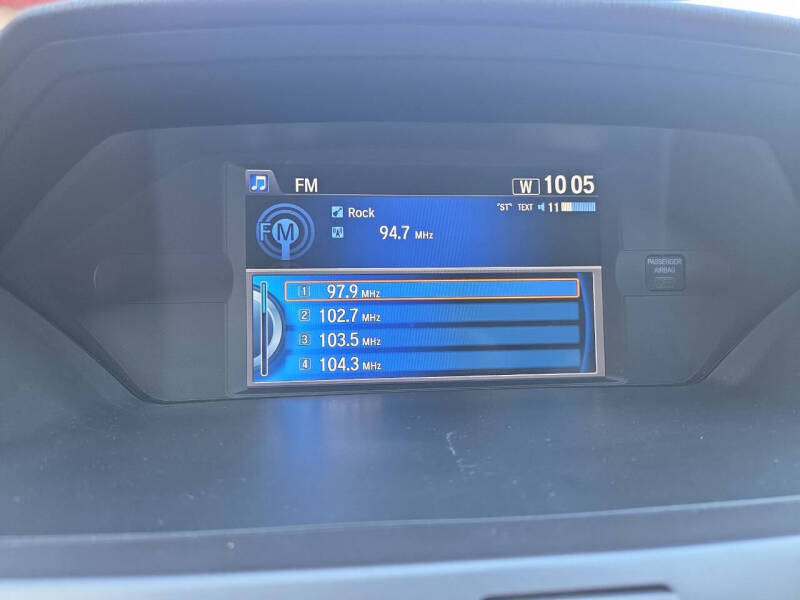 FM W 10 05
Rock "ST" TEXT 11
FM 94.7 MHz
PASSENGER
AIRBAG
1 97.9 MHz
2 102.7 MHz
3 103.5 MHz
4 104.3 MHz